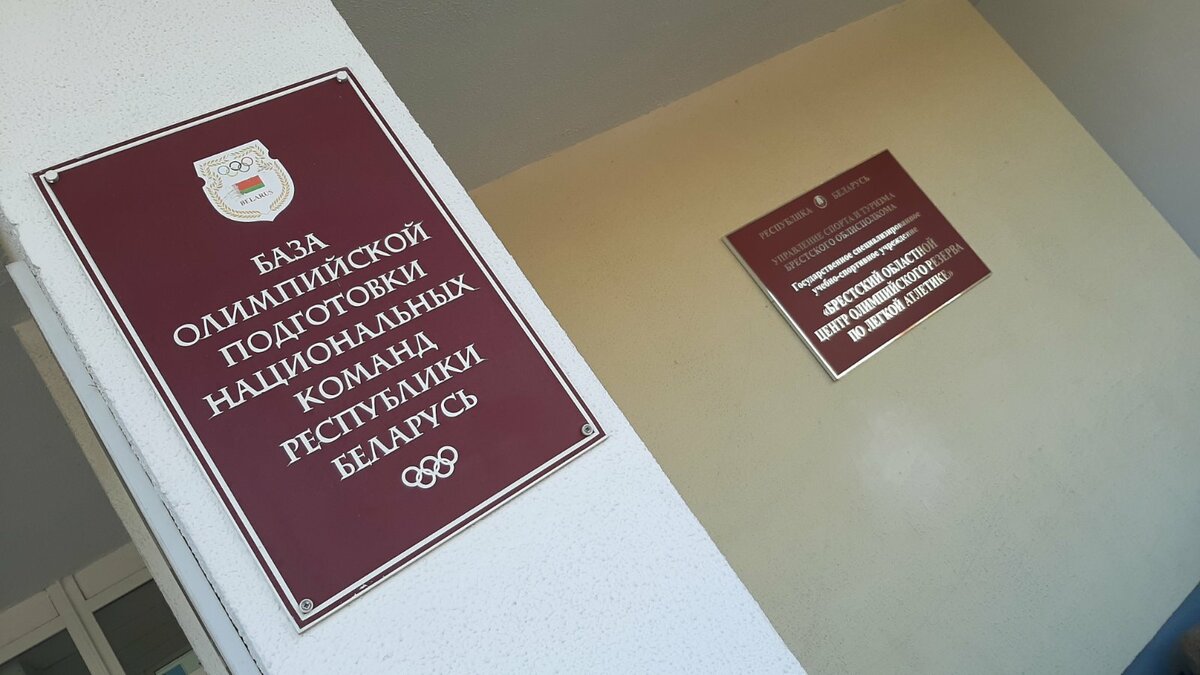 BELARUS
БАЗА
ОЛИМПИЙСКОЙ
ПОДГОТОВКИ
НАЦИОНАЛЬНЫХ
КОМАНД
РЕСПУБЛИКИ
БЕЛАРУСЬ
РЕСПУБЛИКА БЕЛАРУСЬ
УПРАВЛЕНИЕ СПОРТА И ТУРИЗМА
БРЕСТСКОГО ОБЛИСПОЛКОМА
Государственное специализированное
учебно-спортивное учреждение
«БРЕСТСКИЙ ОБЛАСТНОЙ
ЦЕНТР ОЛИМПИЙСКОГО РЕЗЕРВА
ПО ЛЕГКОЙ АТЛЕТИКЕ»